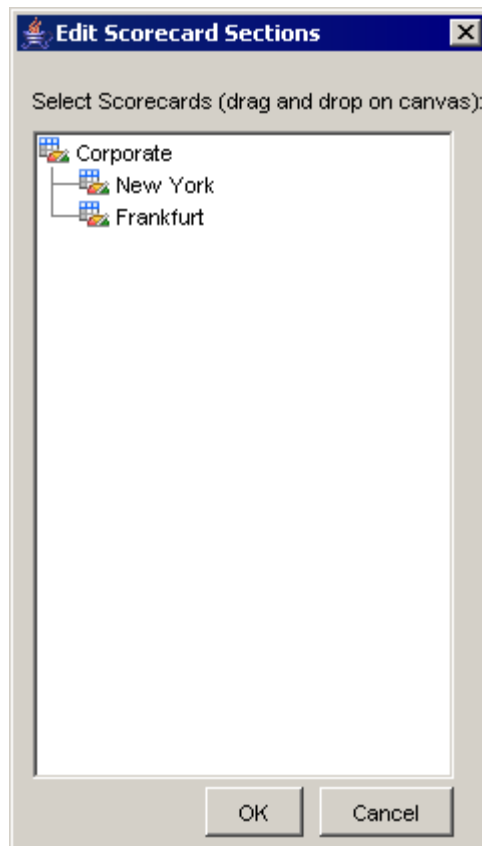 Edit Scorecard Sections
Select Scorecards (drag and drop on canvas):
Corporate
New York
Frankfurt
OK
Cancel